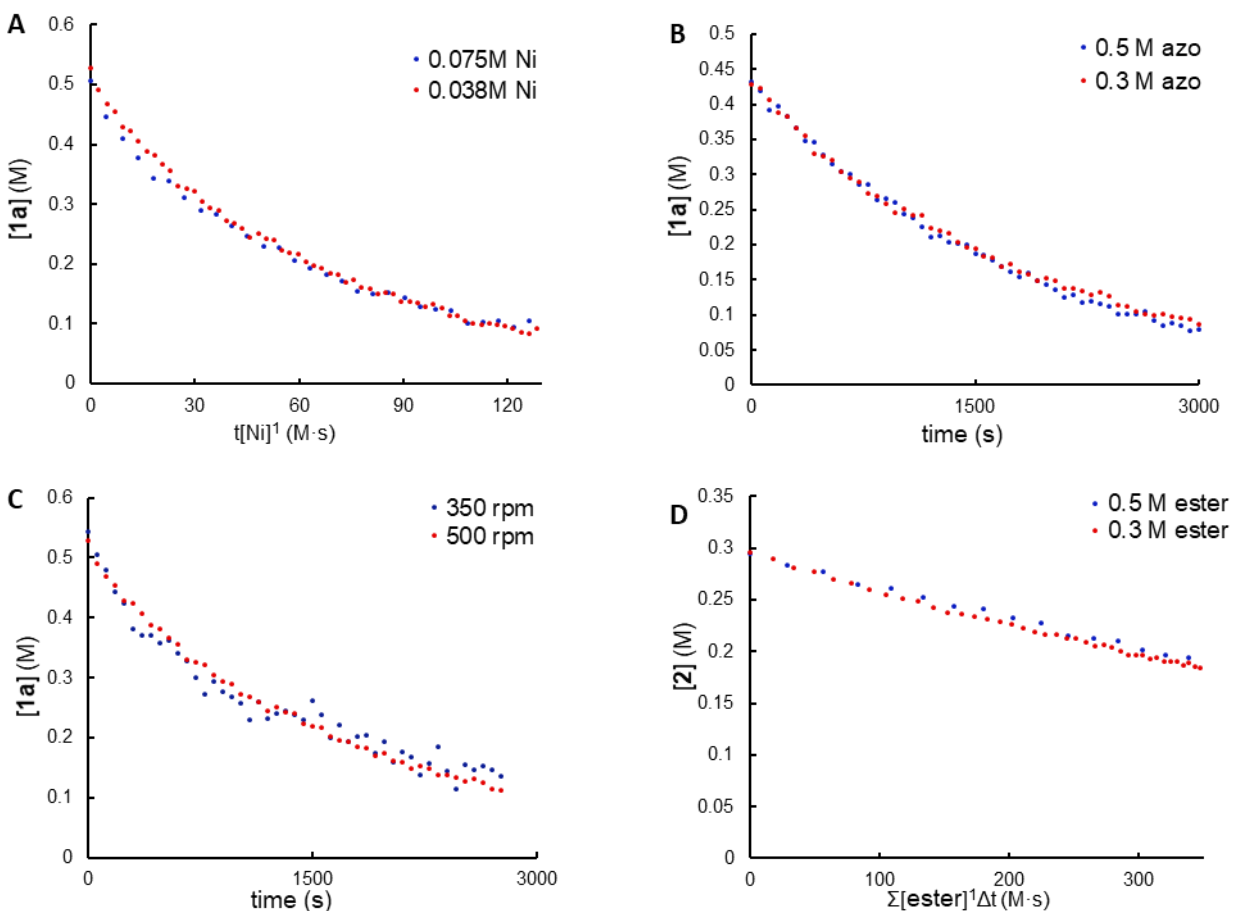 A
0.6
0.5
0.4
0.3
0.2
0.1
0
[1a] (M)
0.075M Ni
0.038M Ni
0 30 60 90 120
t[Ni]¹ (M·s)
B
0.5
0.45
0.4
0.35
0.3
0.25
0.2
0.15
0.1
0.05
0
[1a] (M)
0.5 M azo
0.3 M azo
0 1500 3000
time (s)
C
0.6
0.5
0.4
0.3
0.2
0.1
0
[1a] (M)
350 rpm
500 rpm
0 1500 3000
time (s)
D
0.35
0.3
0.25
0.2
0.15
0.1
0.05
0
[2] (M)
0.5 M ester
0.3 M ester
0 100 200 300
Σ[ester]¹Δt (M·s)